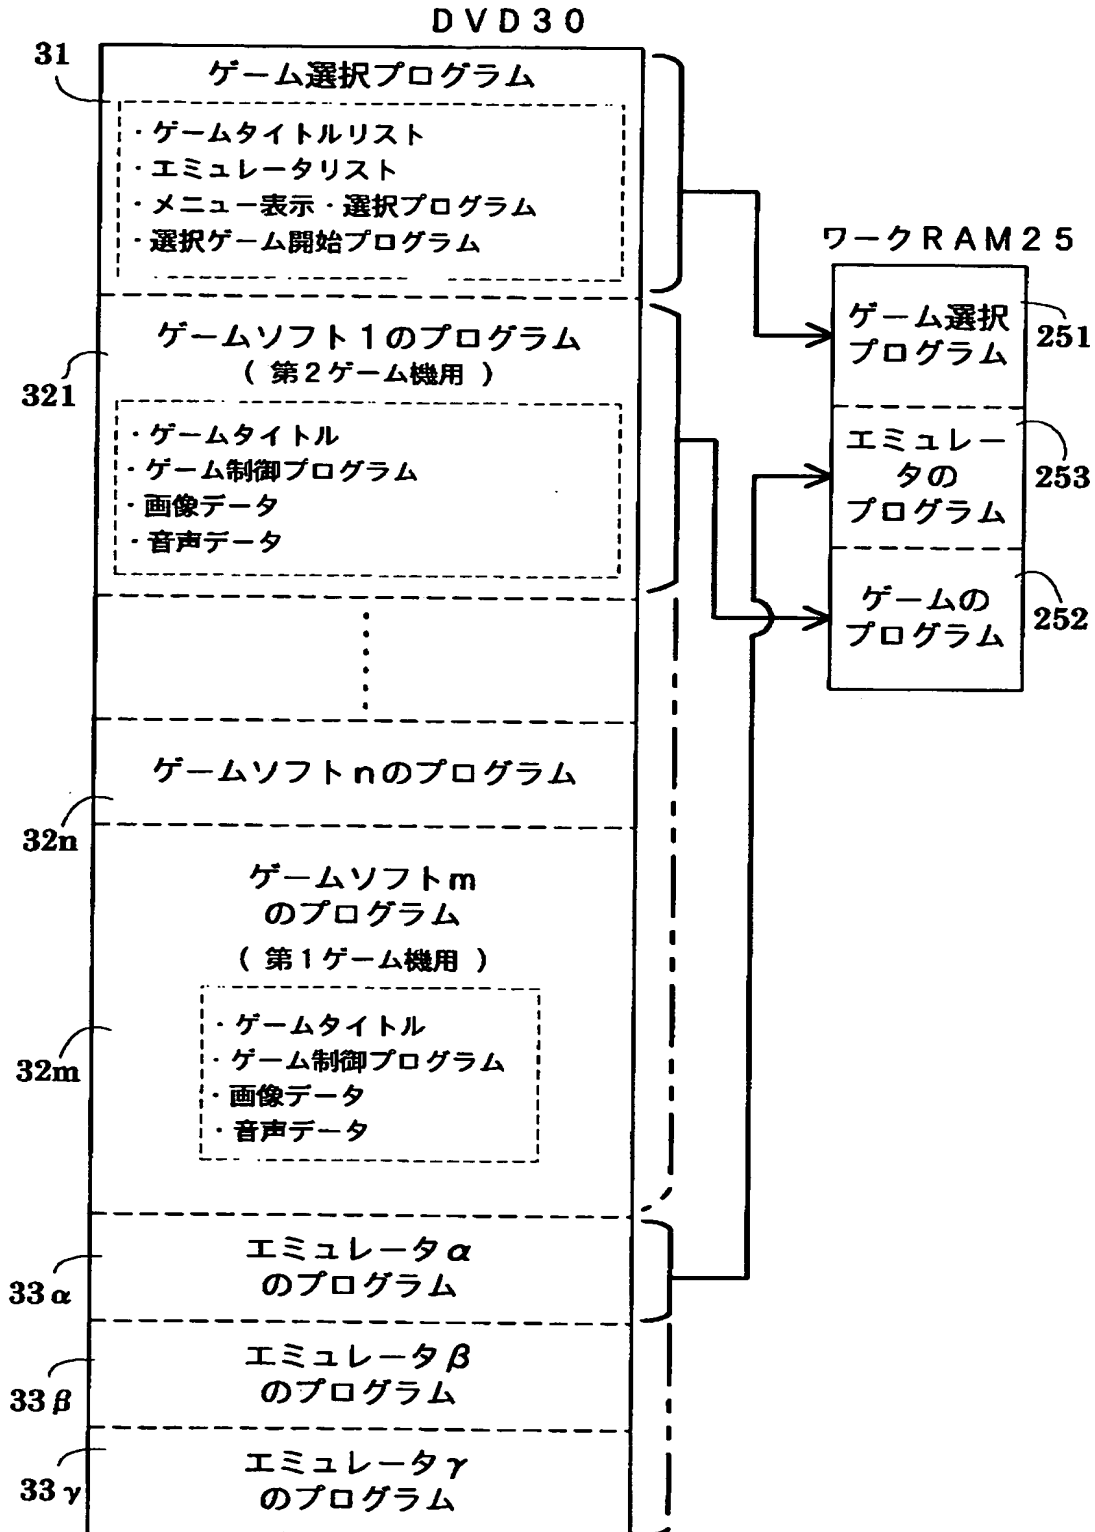 DVD30
31
ゲーム選択プログラム
・ゲームタイトルリスト
・エミュレータリスト
・メニュー表示・選択プログラム
・選択ゲーム開始プログラム
321
ゲームソフト1のプログラム
(第2ゲーム機用)
・ゲームタイトル
・ゲーム制御プログラム
・画像データ
・音声データ
32n
ゲームソフトnのプログラム
32m
ゲームソフトm
のプログラム
(第1ゲーム機用)
・ゲームタイトル
・ゲーム制御プログラム
・画像データ
・音声データ
33α
エミュレータα
のプログラム
33β
エミュレータβ
のプログラム
33γ
エミュレータγ
のプログラム
ワークRAM25
ゲーム選択
プログラム
251
エミュレー
タの
プログラム
253
ゲームの
プログラム
252